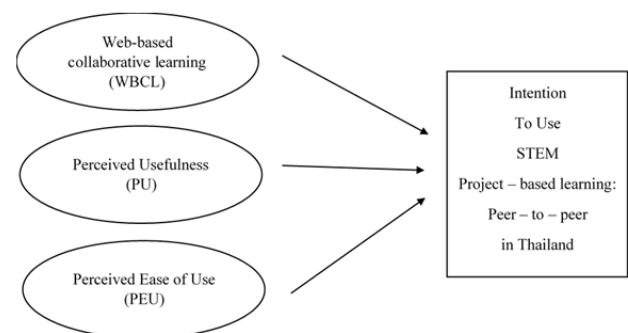 Web-based
collaborative learning
(WBCL)
Perceived Usefulness
(PU)
Perceived Ease of Use
(PEU)
Intention
To Use
STEM
Project – based learning:
Peer – to – peer
in Thailand